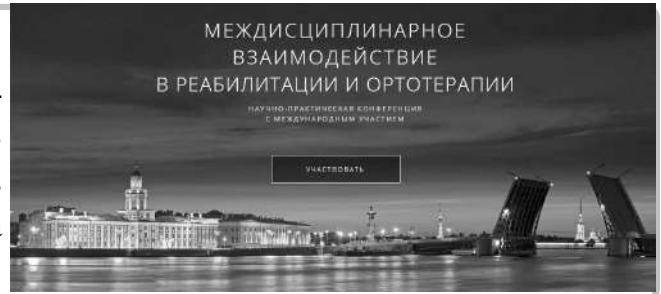 МЕЖДИСЦИПЛИНАРНОЕ
ВЗАИМОДЕЙСТВИЕ
В РЕАБИЛИТАЦИИ И ОРТОТЕРАПИИ
НАУЧНО-ПРАКТИЧЕСКАЯ КОНФЕРЕНЦИЯ
С МЕЖДУНАРОДНЫМ УЧАСТИЕМ
УЧАСТВОВАТЬ